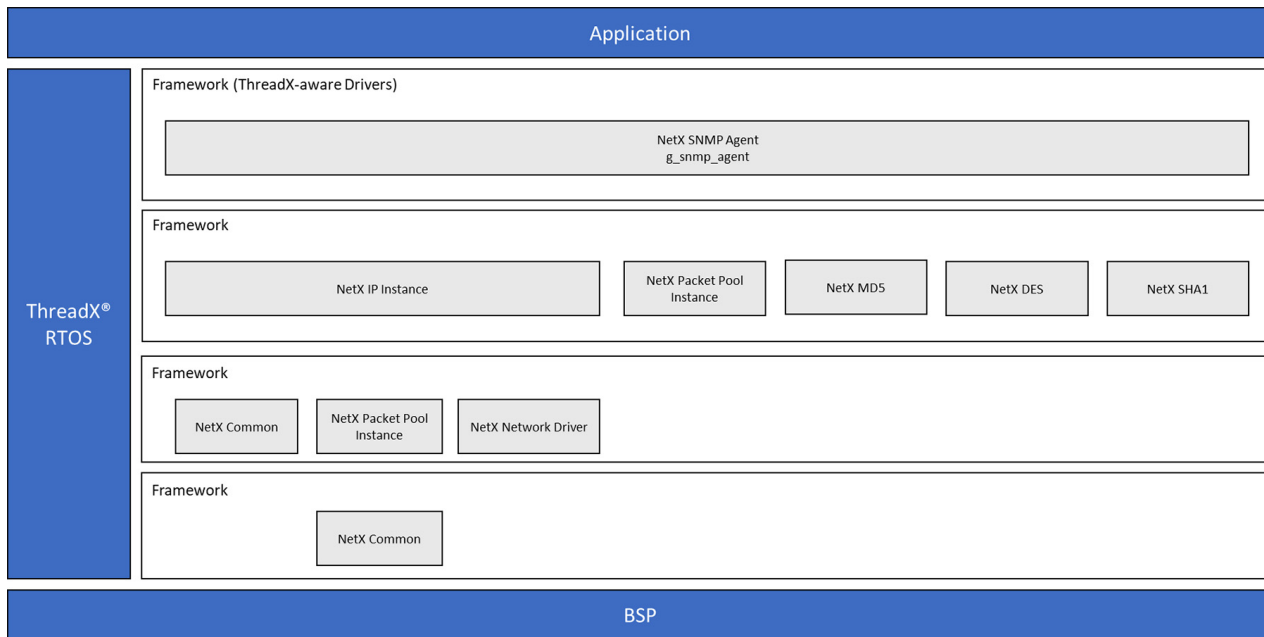 Application
ThreadX®
RTOS
Framework (ThreadX-aware Drivers)
NetX SNMP Agent
g_snmp_agent
Framework
NetX IP Instance
NetX Packet Pool
Instance
NetX MD5
NetX DES
NetX SHA1
Framework
NetX Common
NetX Packet Pool
Instance
NetX Network Driver
Framework
NetX Common
BSP